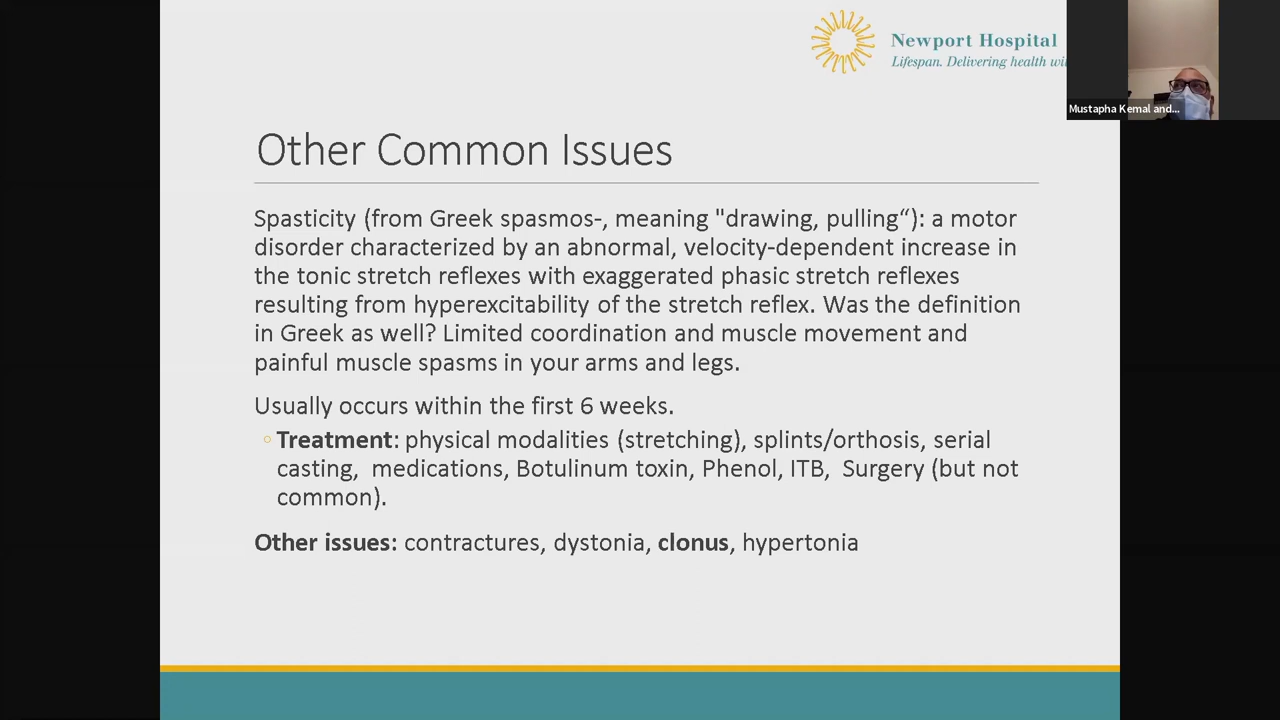 Newport Hospital
Lifespan. Delivering health
Mustapha Kemal and...
Other Common Issues
Spasticity (from Greek spasmos-, meaning "drawing, pulling“): a motor
disorder characterized by an abnormal, velocity-dependent increase in
the tonic stretch reflexes with exaggerated phasic stretch reflexes
resulting from hyperexcitability of the stretch reflex. Was the definition
in Greek as well? Limited coordination and muscle movement and
painful muscle spasms in your arms and legs.
Usually occurs within the first 6 weeks.
◦ Treatment: physical modalities (stretching), splints/orthosis, serial
casting, medications, Botulinum toxin, Phenol, ITB, Surgery (but not
common).
Other issues: contractures, dystonia, clonus, hypertonia